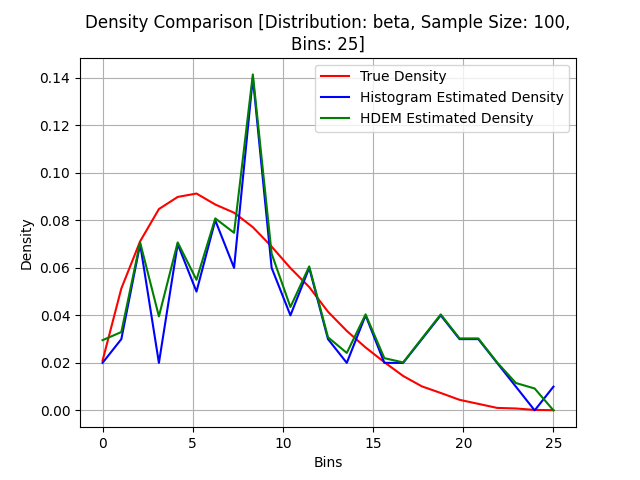 Density Comparison [Distribution: beta, Sample Size: 100,
Bins: 25]
True Density
Histogram Estimated Density
HDEM Estimated Density
Density
0.14
0.12
0.10
0.08
0.06
0.04
0.02
0.00
0 5 10 15 20 25
Bins